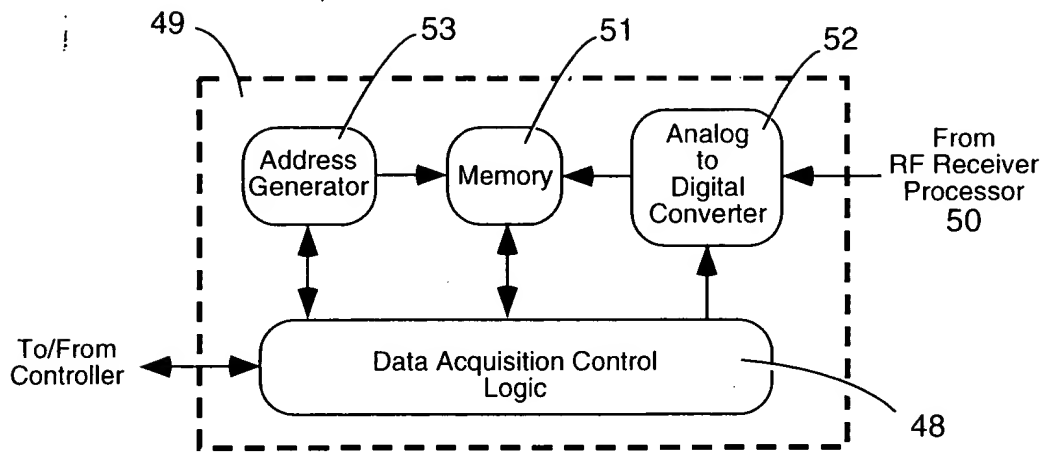 49
53
51
52
Address
Generator
Memory
Analog
to
Digital
Converter
From
RF Receiver
Processor
50
To/From
Controller
Data Acquisition Control
Logic
48